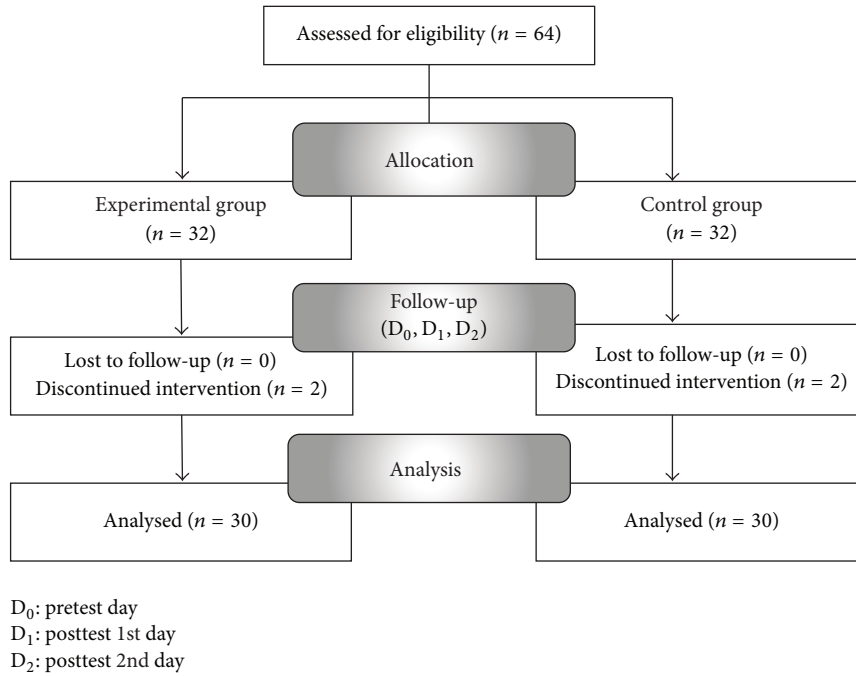 Assessed for eligibility (n = 64)
Allocation
Experimental group
(n = 32)
Control group
(n = 32)
Follow-up
(D₀, D₁, D₂)
Lost to follow-up (n = 0)
Discontinued intervention (n = 2)
Lost to follow-up (n = 0)
Discontinued intervention (n = 2)
Analysis
Analysed (n = 30)
Analysed (n = 30)
D₀: pretest day
D₁: posttest 1st day
D₂: posttest 2nd day